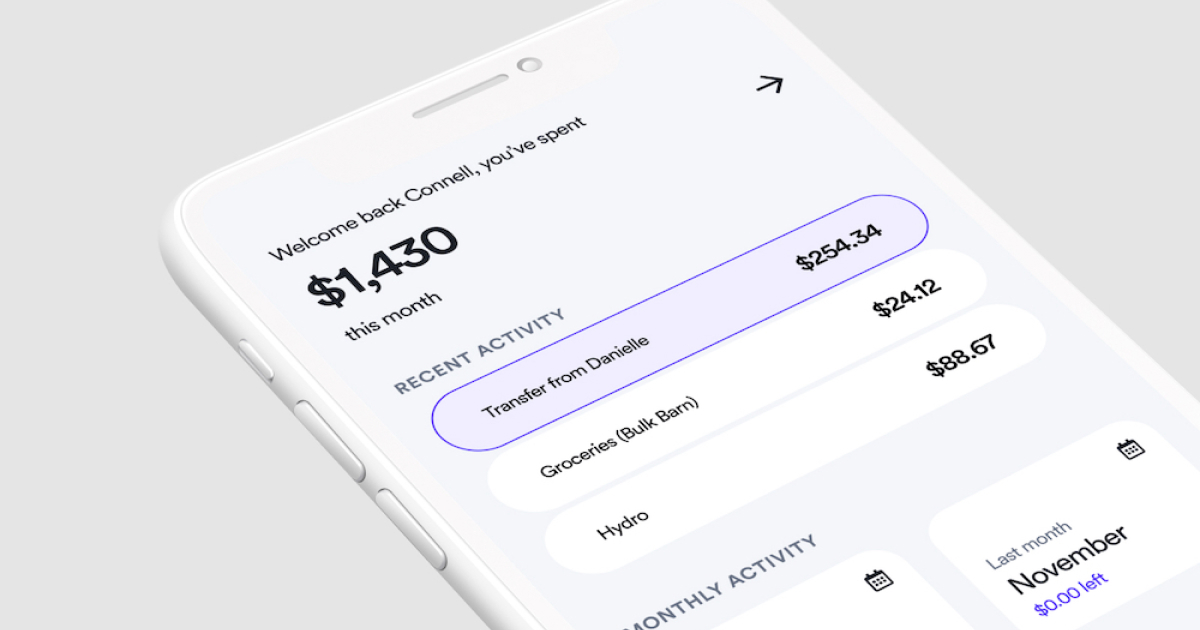 Welcome back Connell, you've spent
$1,430
this month
RECENT ACTIVITY
Transfer from Danielle $254.34
Groceries (Bulk Barn) $24.12
Hydro $88.67
MONTHLY ACTIVITY
Last month
November
$0.00 left